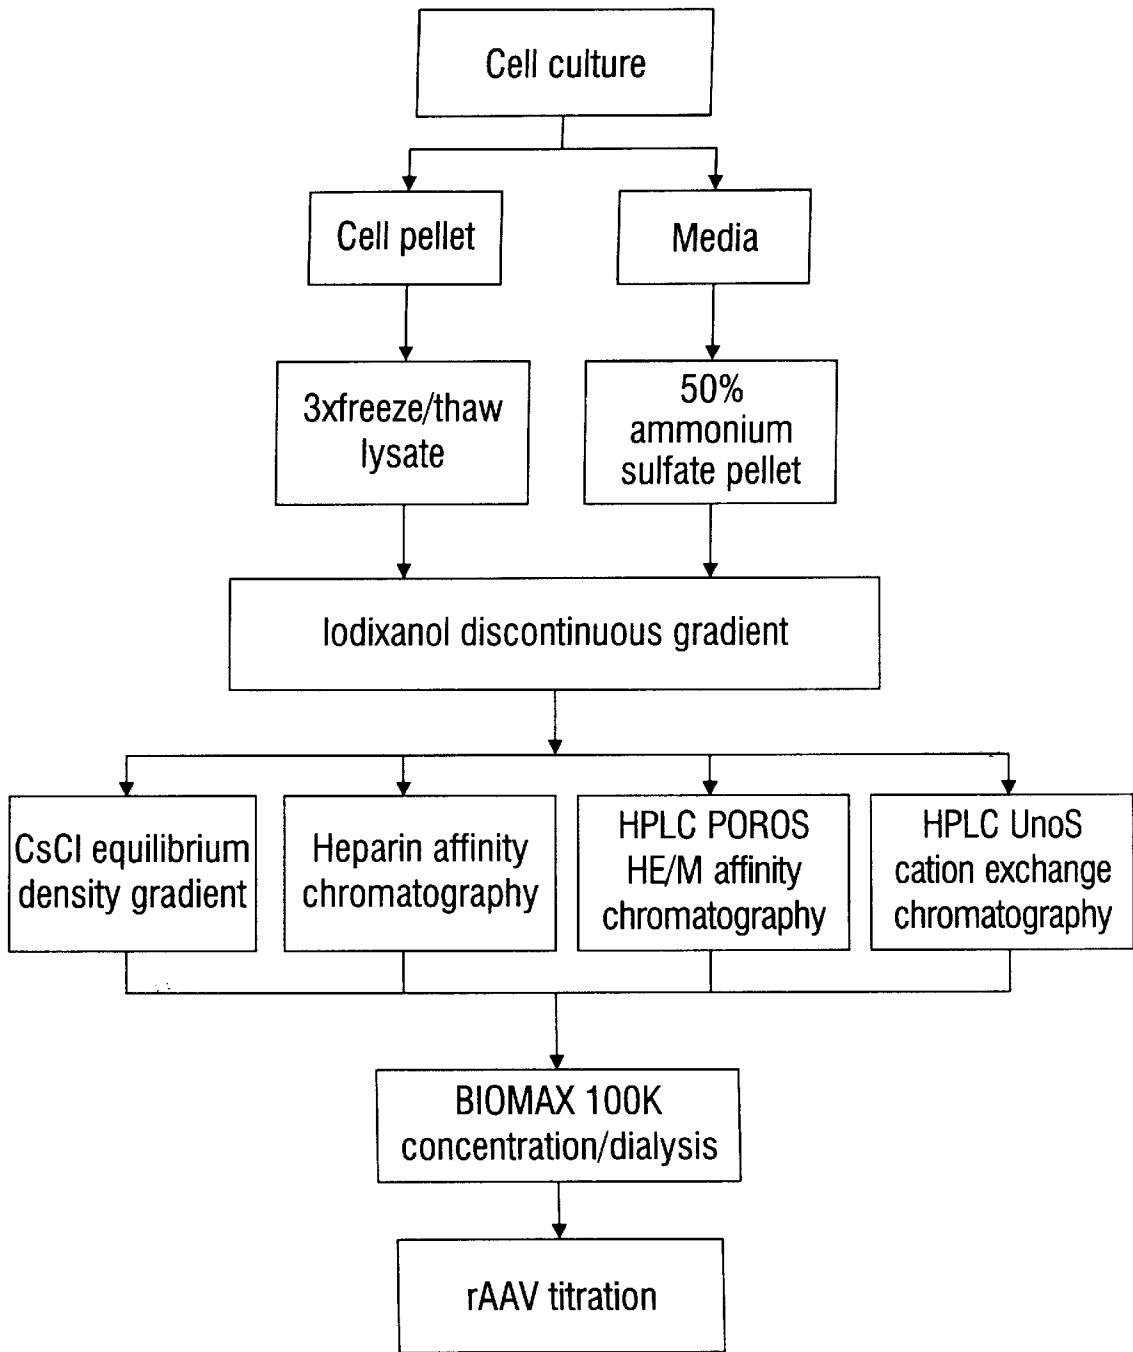 Cell culture
Cell pellet
Media
3xfreeze/thaw
lysate
50%
ammonium
sulfate pellet
Iodixanol discontinuous gradient
CsCl equilibrium
density gradient
Heparin affinity
chromatography
HPLC POROS
HE/M affinity
chromatography
HPLC UnoS
cation exchange
chromatography
BIOMAX 100K
concentration/dialysis
rAAV titration